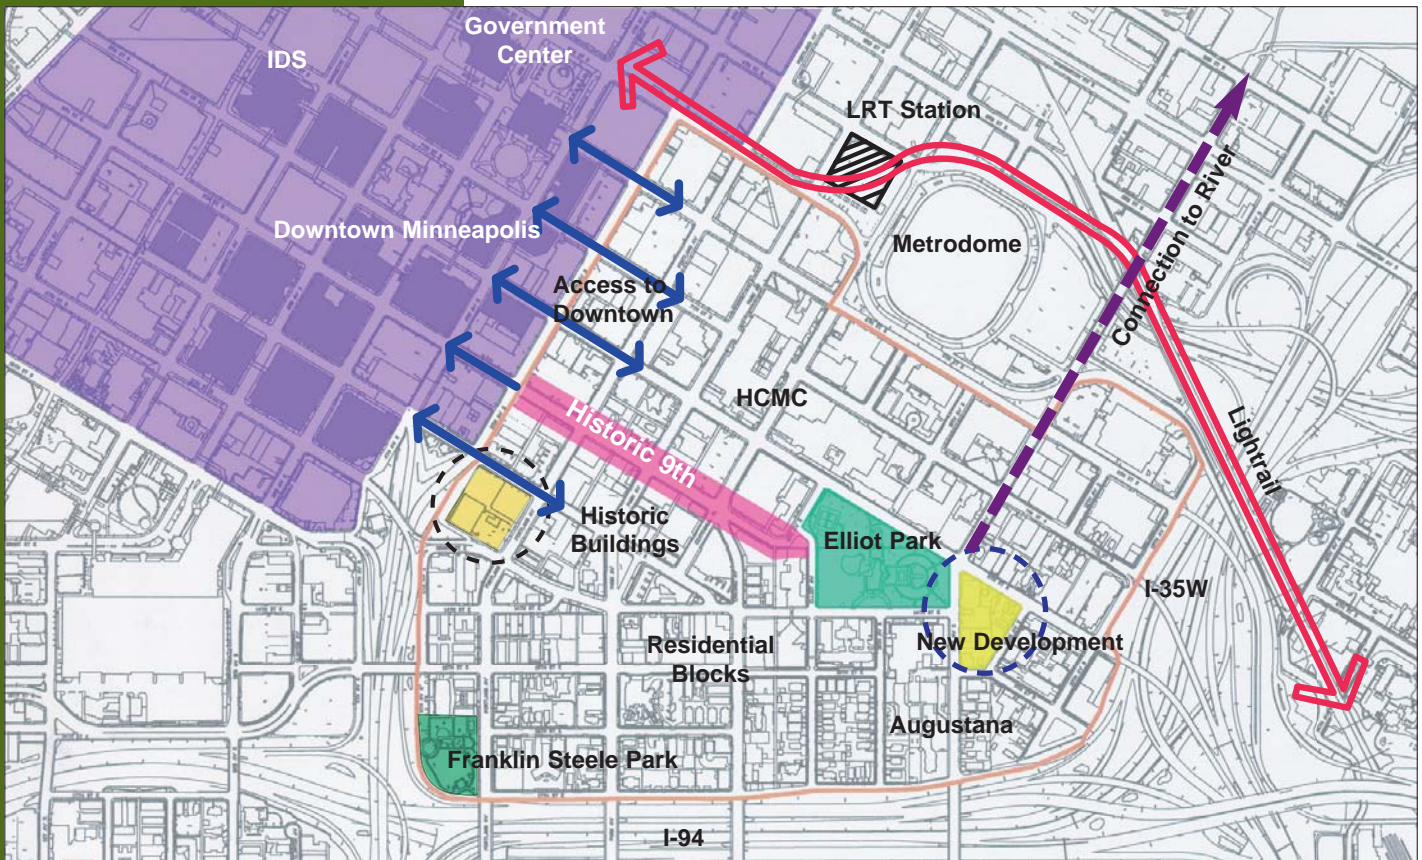 Government
Center
IDS
LRT Station
Downtown Minneapolis
Metrodome
Connection to River
Access to
Downtown
HCMC
Historic 9th
Lightrail
Historic
Buildings
Elliot Park
I-35W
Residential
Blocks
New Development
Augustana
Franklin Steele Park
I-94